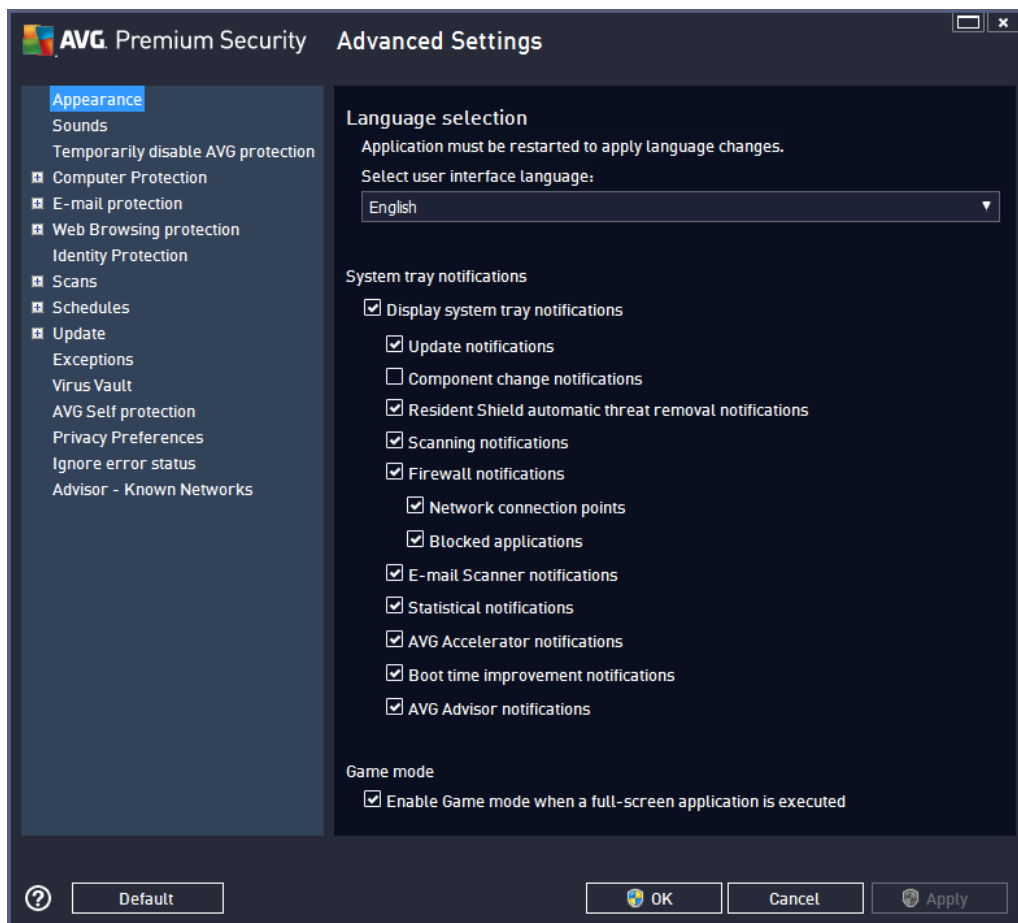 AVG. Premium Security Advanced Settings
Appearance
Sounds
Temporarily disable AVG protection
Computer Protection
E-mail protection
Web Browsing protection
Identity Protection
Scans
Schedules
Update
Exceptions
Virus Vault
AVG Self protection
Privacy Preferences
Ignore error status
Advisor - Known Networks
Language selection
Application must be restarted to apply language changes.
Select user interface language:
English
System tray notifications
Display system tray notifications
Update notifications
Component change notifications
Resident Shield automatic threat removal notifications
Scanning notifications
Firewall notifications
Network connection points
Blocked applications
E-mail Scanner notifications
Statistical notifications
AVG Accelerator notifications
Boot time improvement notifications
AVG Advisor notifications
Game mode
Enable Game mode when a full-screen application is executed
? Default OK Cancel Apply